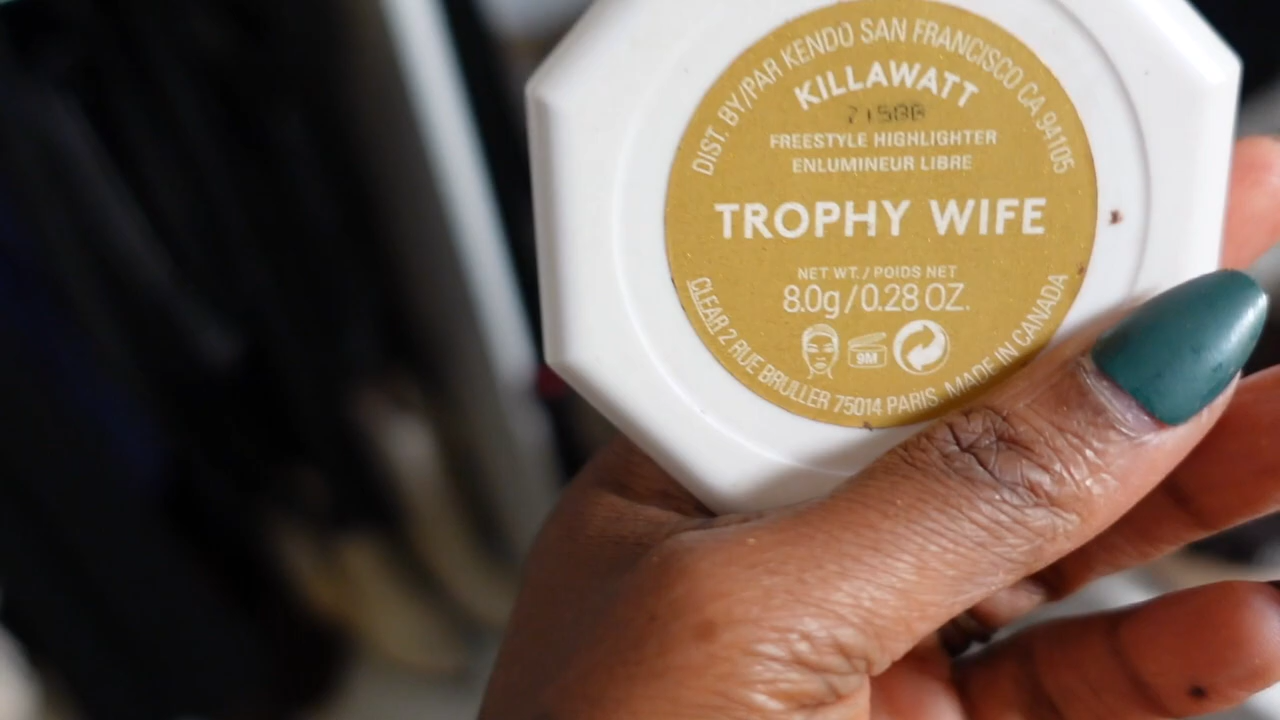 DIST. BY/PAR KENDO SAN FRANCISCO CA 94105
KILLAWATT
FREESTYLE HIGHLIGHTER
ENLUMINEUR LIBRE
TROPHY WIFE
NET WT. / POIDS NET
8.0g/0.28 OZ.
9M
CLEAR 2 RUE BRULLER 75014 PARIS. MADE IN CANADA